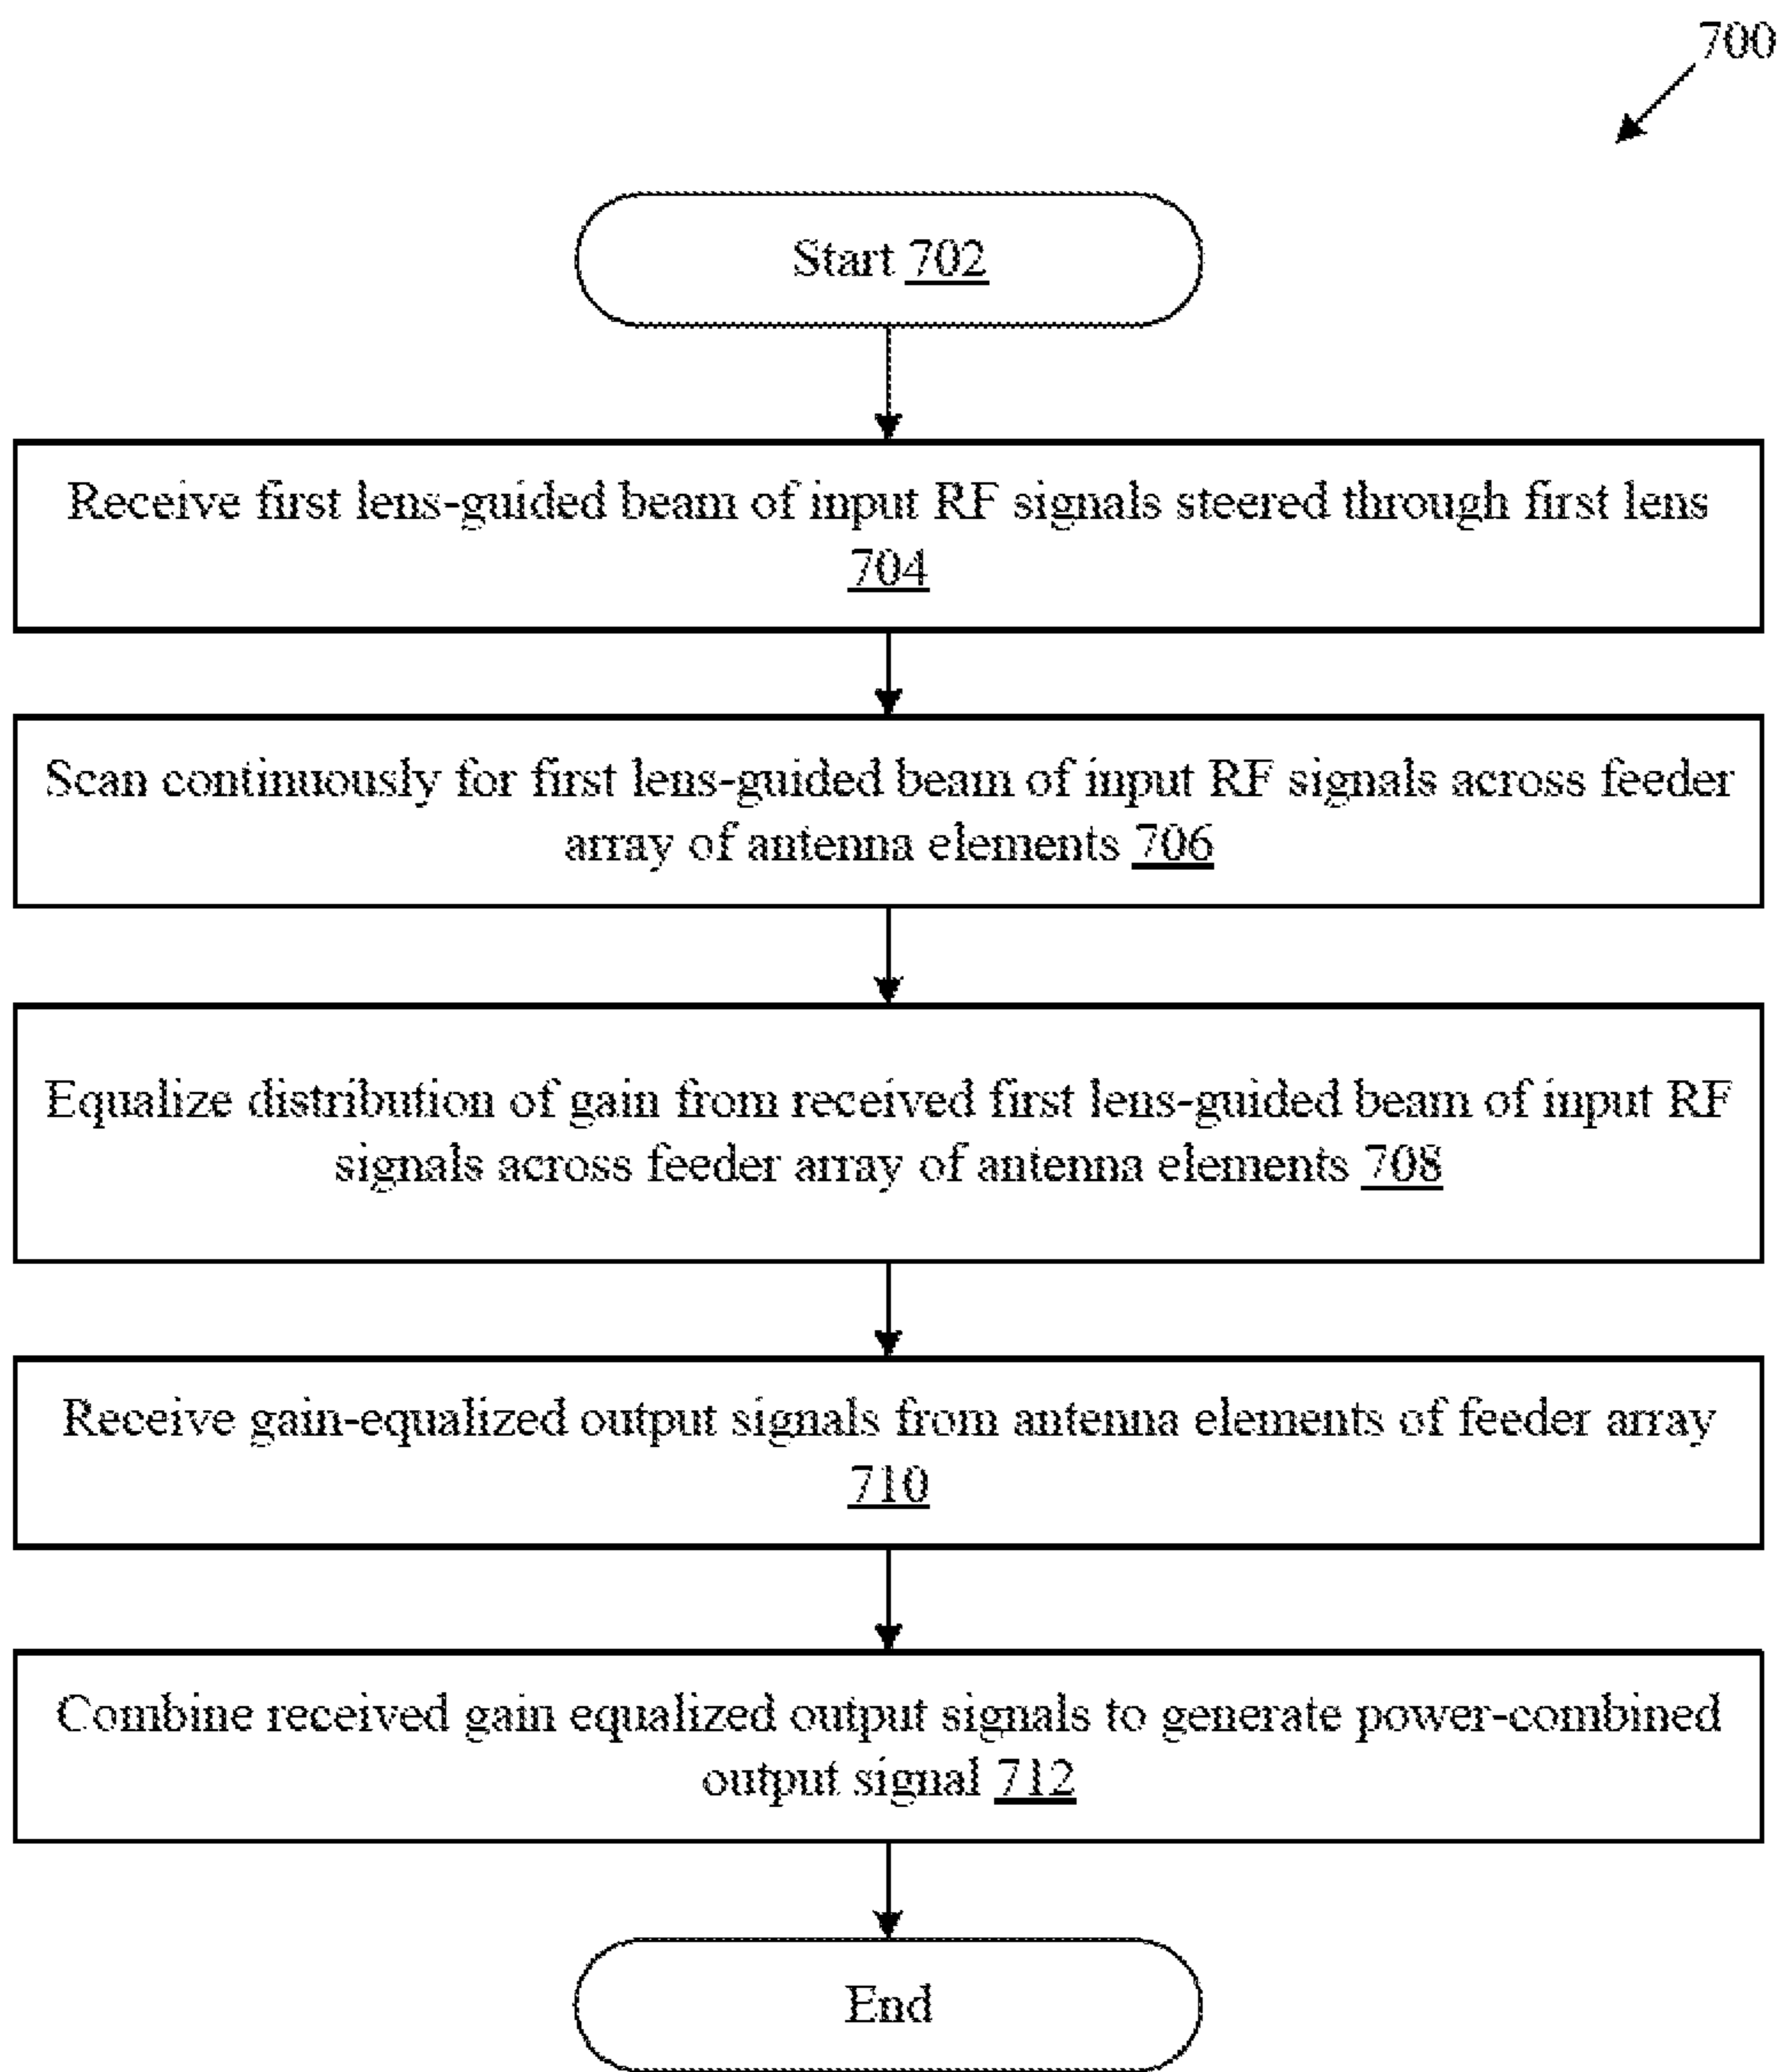 700
Start 702
Receive first lens-guided beam of input RF signals steered through first lens
704
Scan continuously for first lens-guided beam of input RF signals across feeder
array of antenna elements 706
Equalize distribution of gain from received first lens-guided beam of input RF
signals across feeder array of antenna elements 708
Receive gain-equalized output signals from antenna elements of feeder array
710
Combine received gain equalized output signals to generate power-combined
output signal 712
End